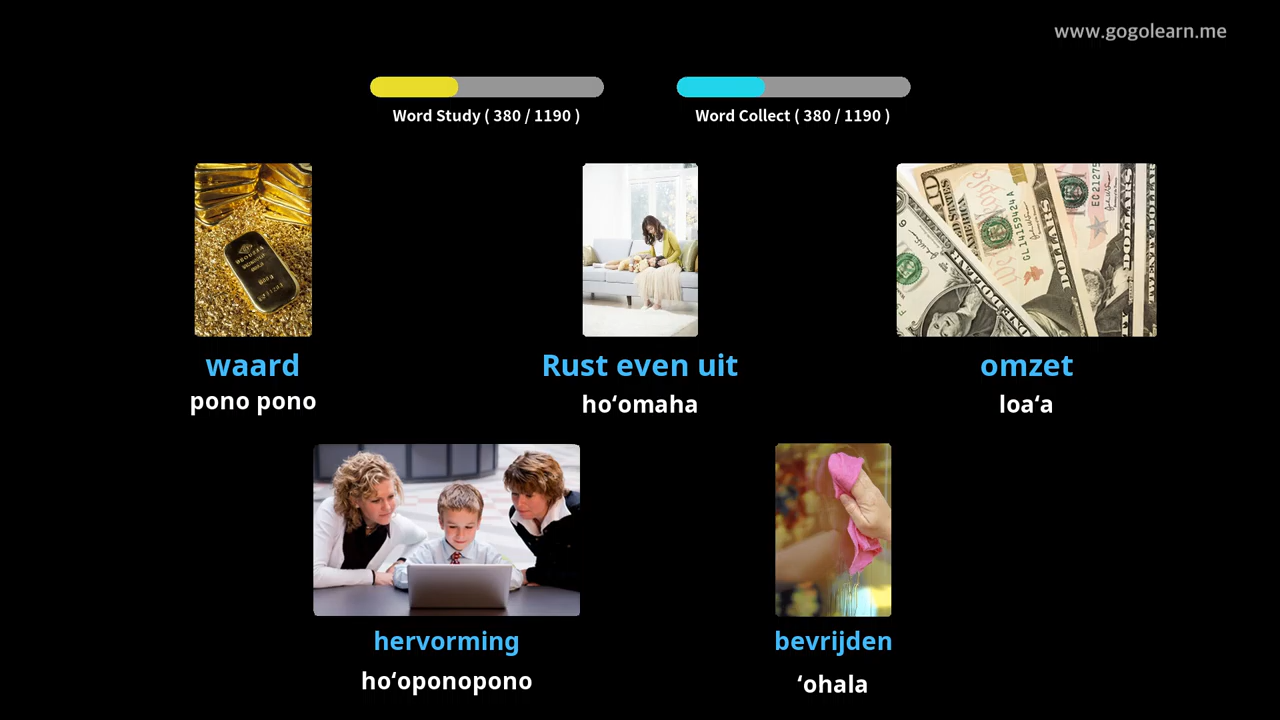 www.gogolearn.me
Word Study ( 380 / 1190 )
Word Collect ( 380 / 1190 )
waard
pono pono
Rust even uit
hoʻomaha
omzet
loaʻa
hervorming
hoʻoponopono
bevrijden
ʻohala